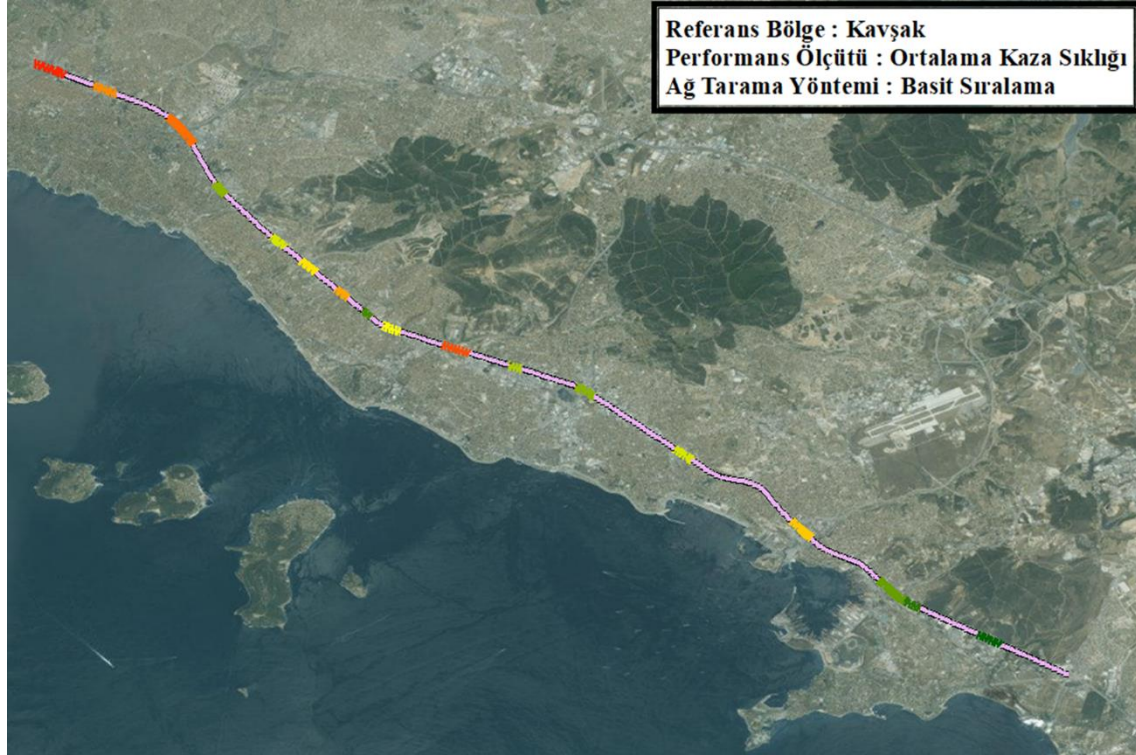 Referans Bölge : Kavşak
Performans Ölçütü : Ortalama Kaza Sıklığı
Ağ Tarama Yöntemi : Basit Sıralama